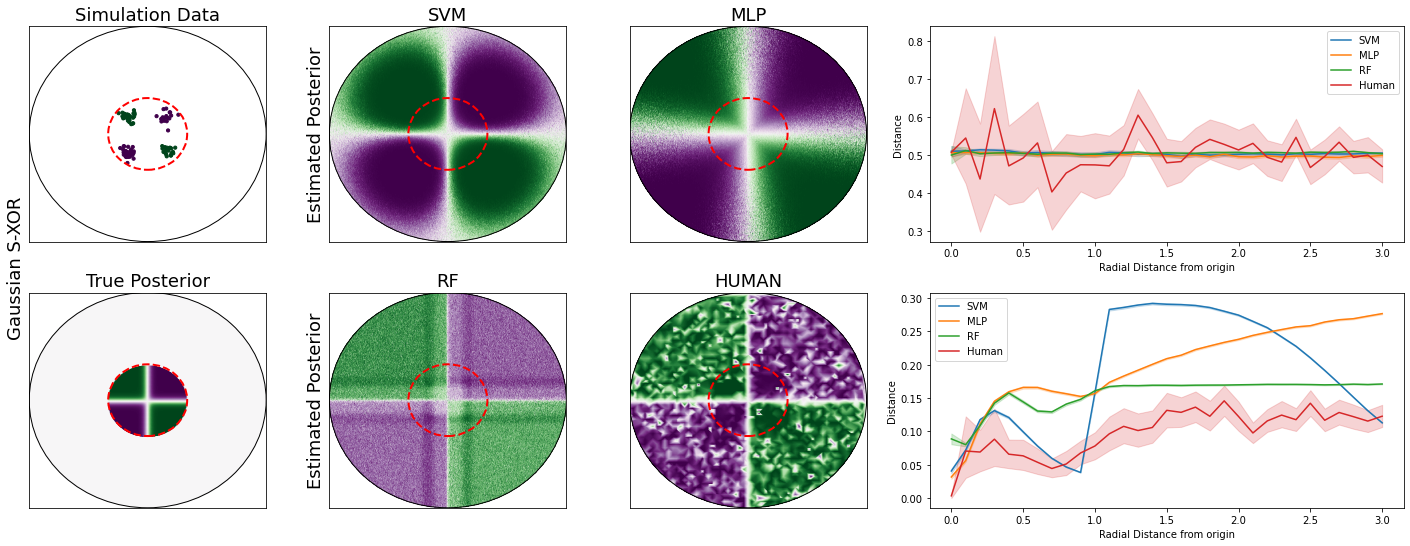 Gaussian S-XOR
Simulation Data
Estimated Posterior
SVM
MLP
Distance
0.8
0.7
0.6
0.5
0.4
0.3
SVM
MLP
RF
Human
0.0 0.5 1.0 1.5 2.0 2.5 3.0
Radial Distance from origin
True Posterior
Estimated Posterior
RF
HUMAN
Distance
0.30
0.25
0.20
0.15
0.10
0.05
0.00
SVM
MLP
RF
Human
0.0 0.5 1.0 1.5 2.0 2.5 3.0
Radial Distance from origin